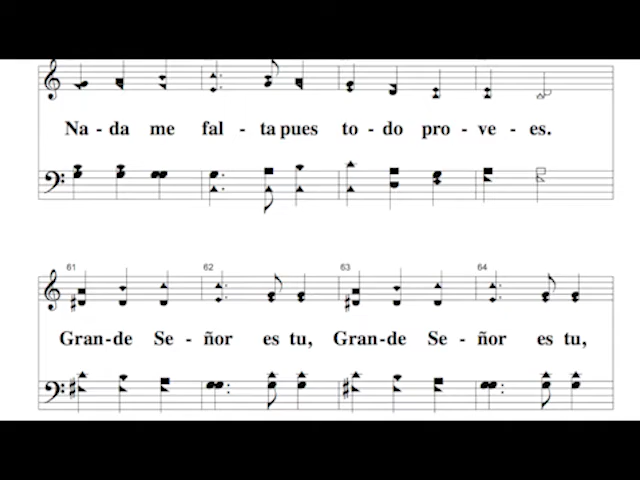 Na - da me fal - ta pues to - do pro - ve - es.
61 62 63 64
Gran-de Se - ñor es tu, Gran-de Se - ñor es tu,